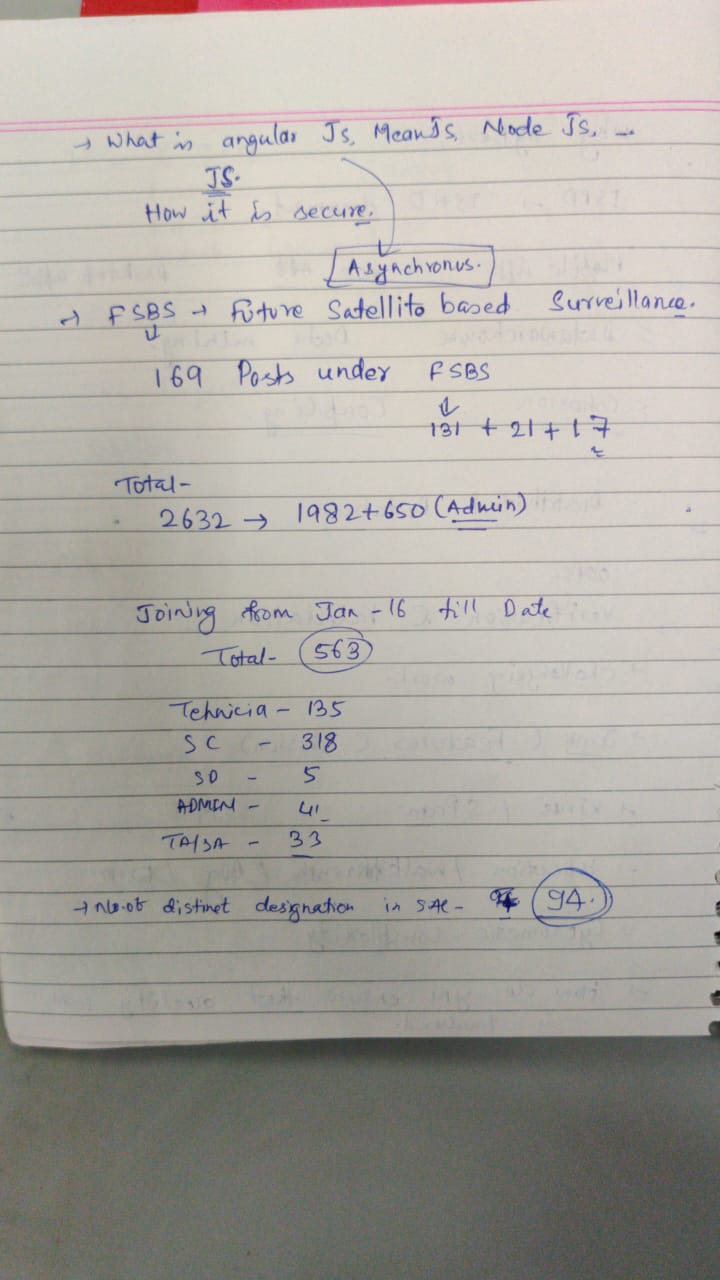 → What is angular Js, MeanJs, Node Js, ...
JS.
How it is secure.
Asynchronus.
→ FSBS → Future Satellite based Surveillance.
169 Posts under FSBS
131 + 21 + 17
Total-
2632 → 1982+650 (Admin)
Joining from Jan-16 till Date
Total- 563
Tehnicia - 135
SC - 318
SD - 5
ADMIN - 41
TA/SA - 33
→ No. of distinct designation in SAC - 94.